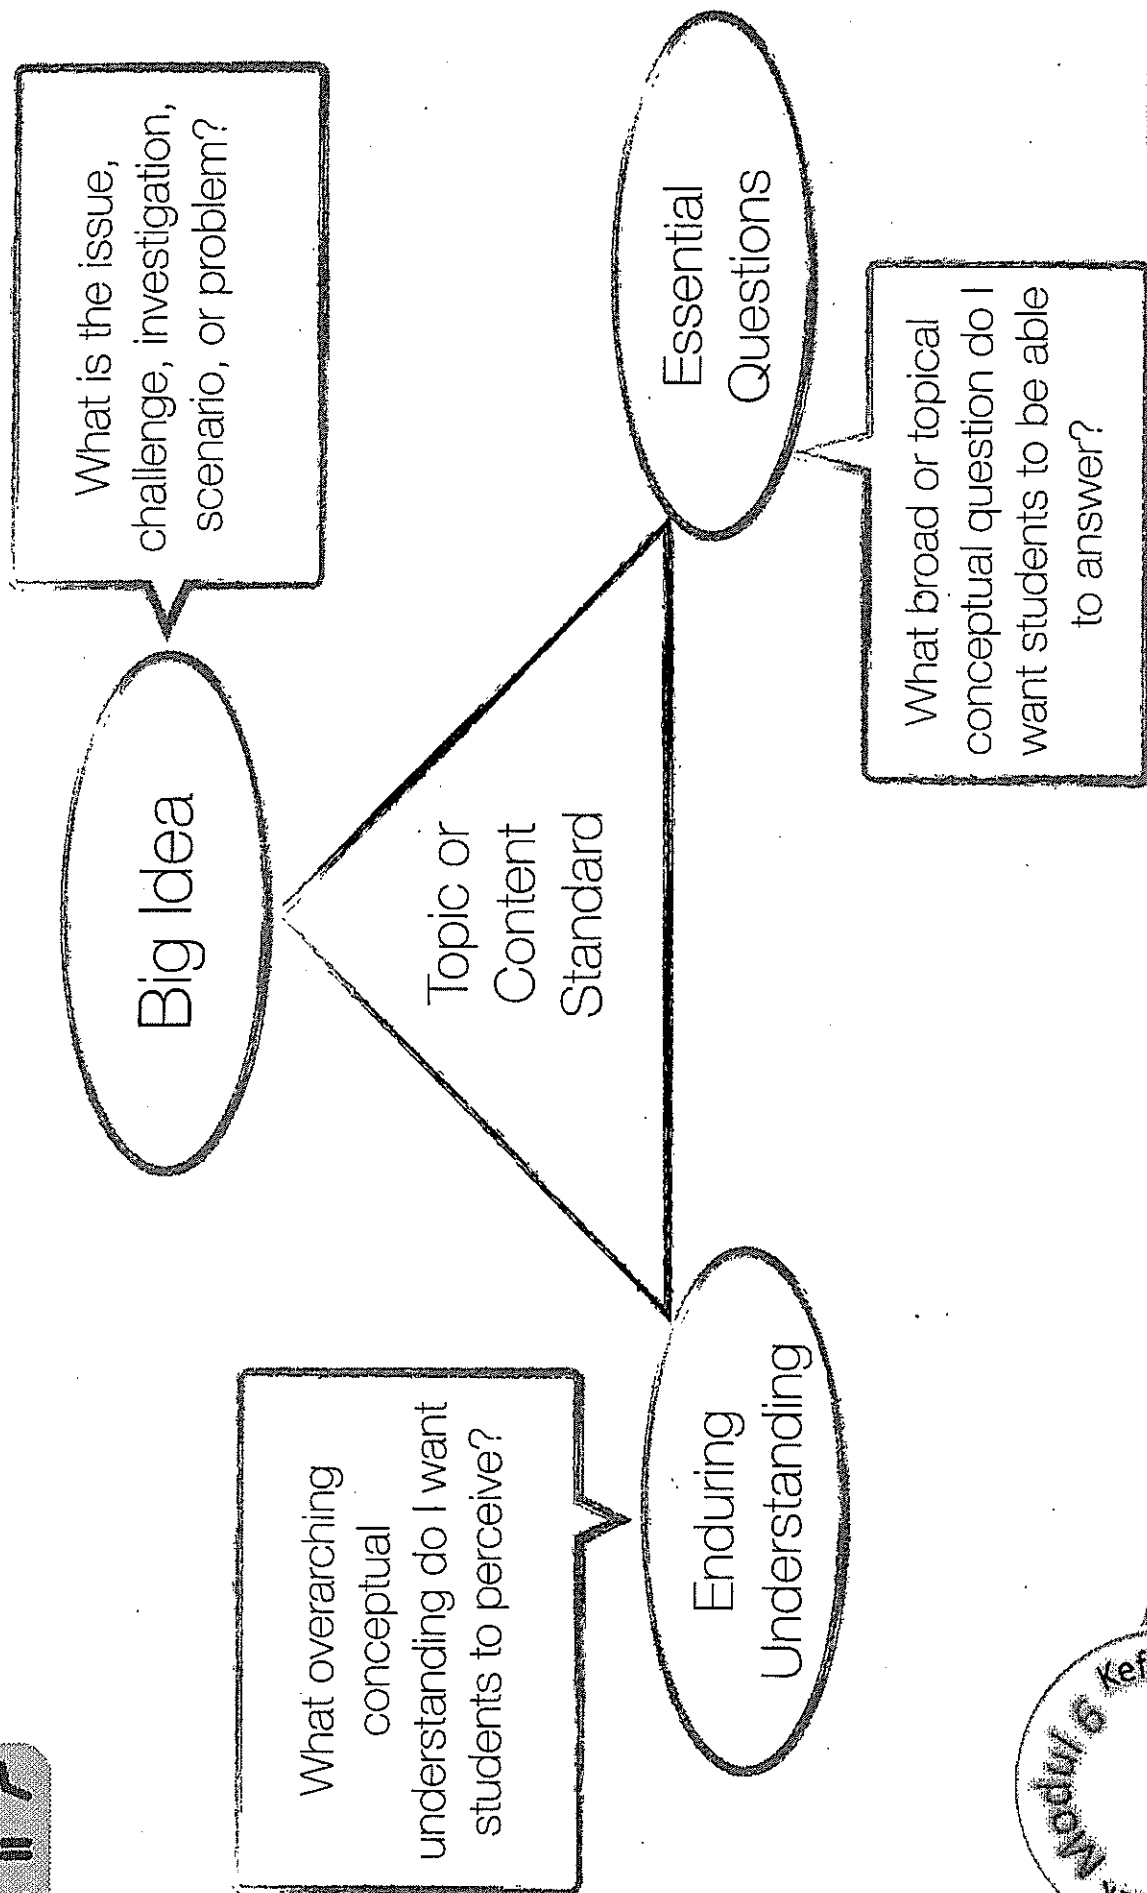 What is the issue,
challenge, investigation,
scenario, or problem?
Big Idea
Topic or
Content
Standard
What overarching
conceptual
understanding do I want
students to perceive?
Enduring
Understanding
Essential
Questions
What broad or topical
conceptual question do I
want students to be able
to answer?
Modul 6